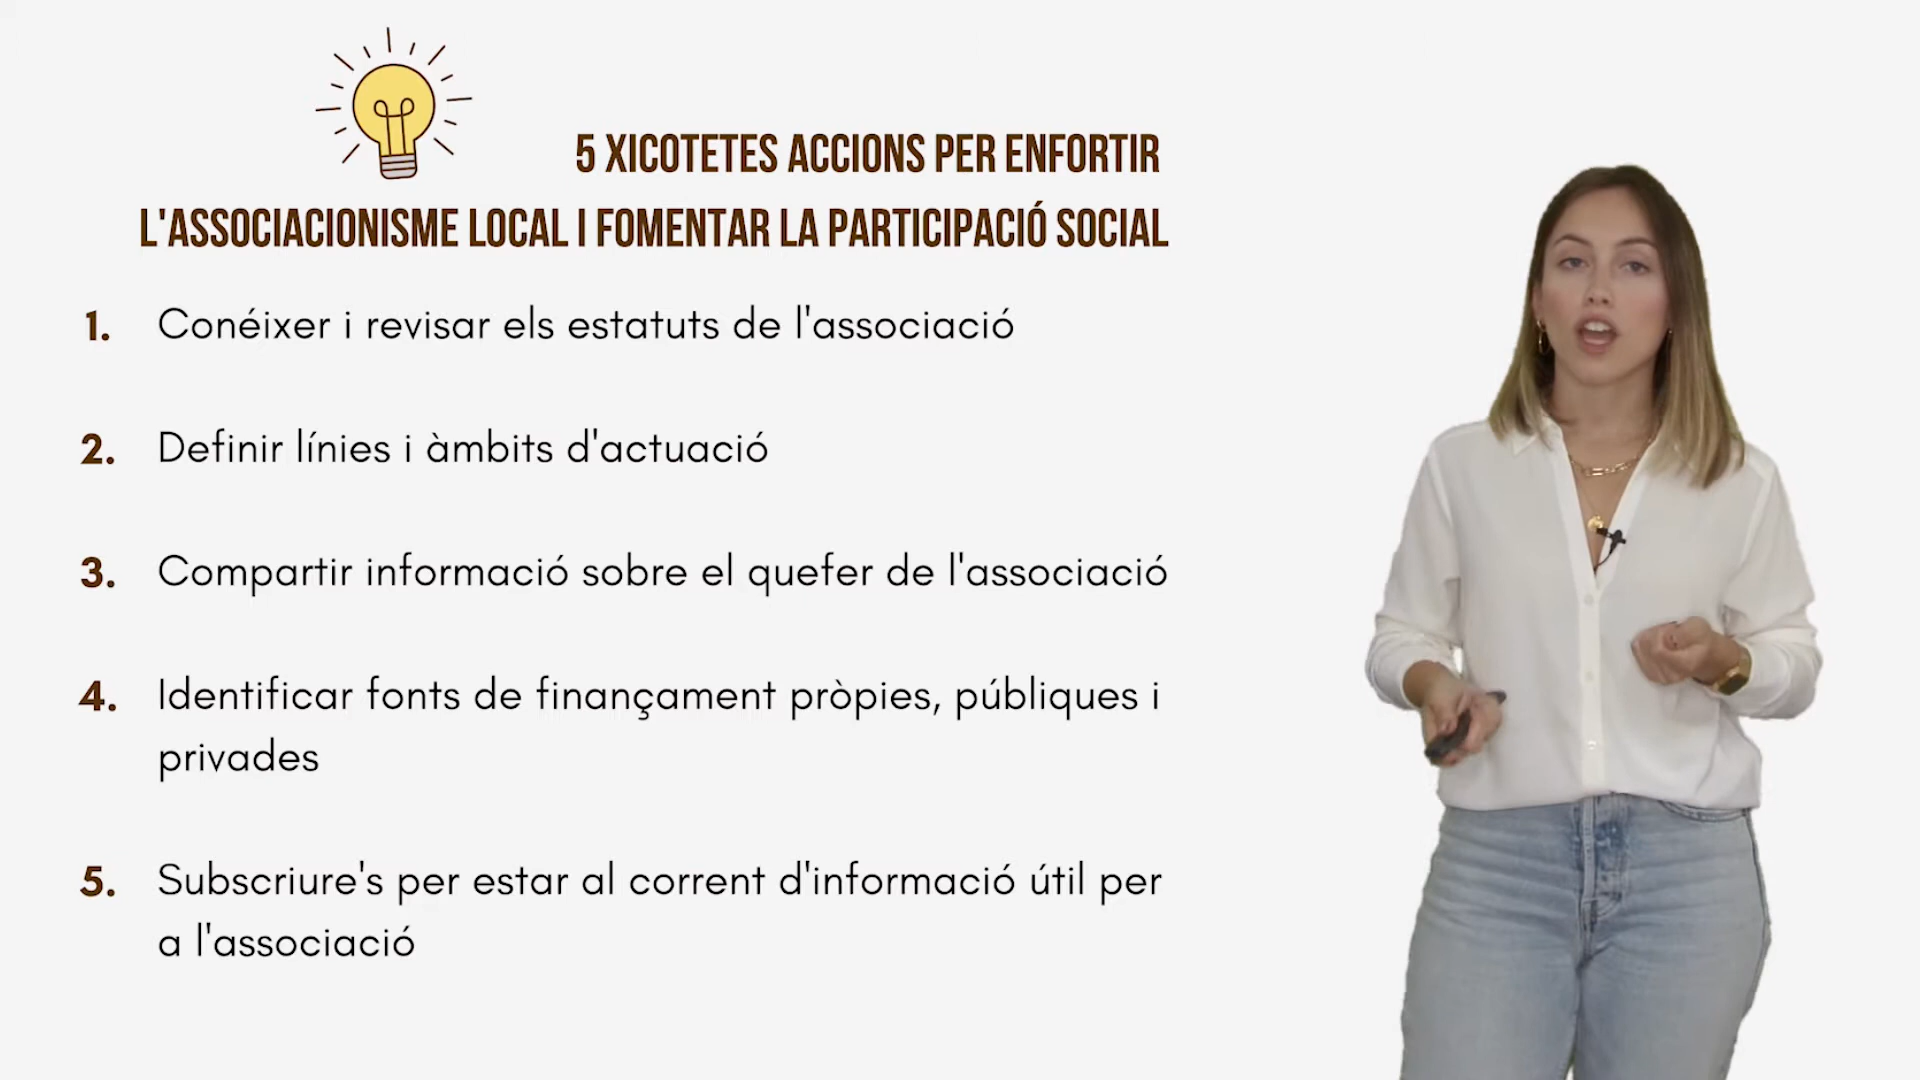 5 XICOTETES ACCIONS PER ENFORTIR
L'ASSOCIACIONISME LOCAL I FOMENTAR LA PARTICIPACIÓ SOCIAL
1. Conéixer i revisar els estatuts de l'associació
2. Definir línies i àmbits d'actuació
3. Compartir informació sobre el quefer de l'associació
4. Identificar fonts de finançament pròpies, públiques i
privades
5. Subscriure's per estar al corrent d'informació útil per
a l'associació